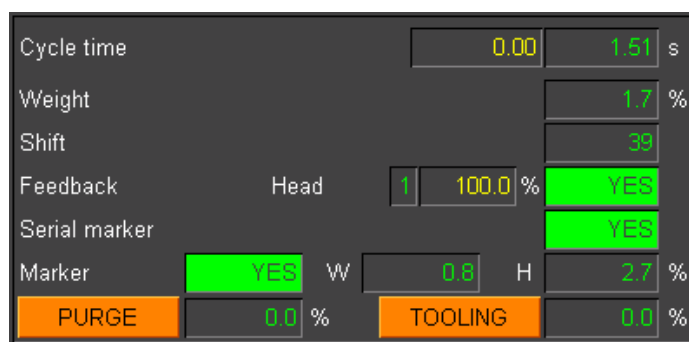 Cycle time 0.00 1.51 s
Weight 1.7 %
Shift 39
Feedback Head 1 100.0 % YES
Serial marker YES
Marker YES W 0.8 H 2.7 %
PURGE 0.0 % TOOLING 0.0 %